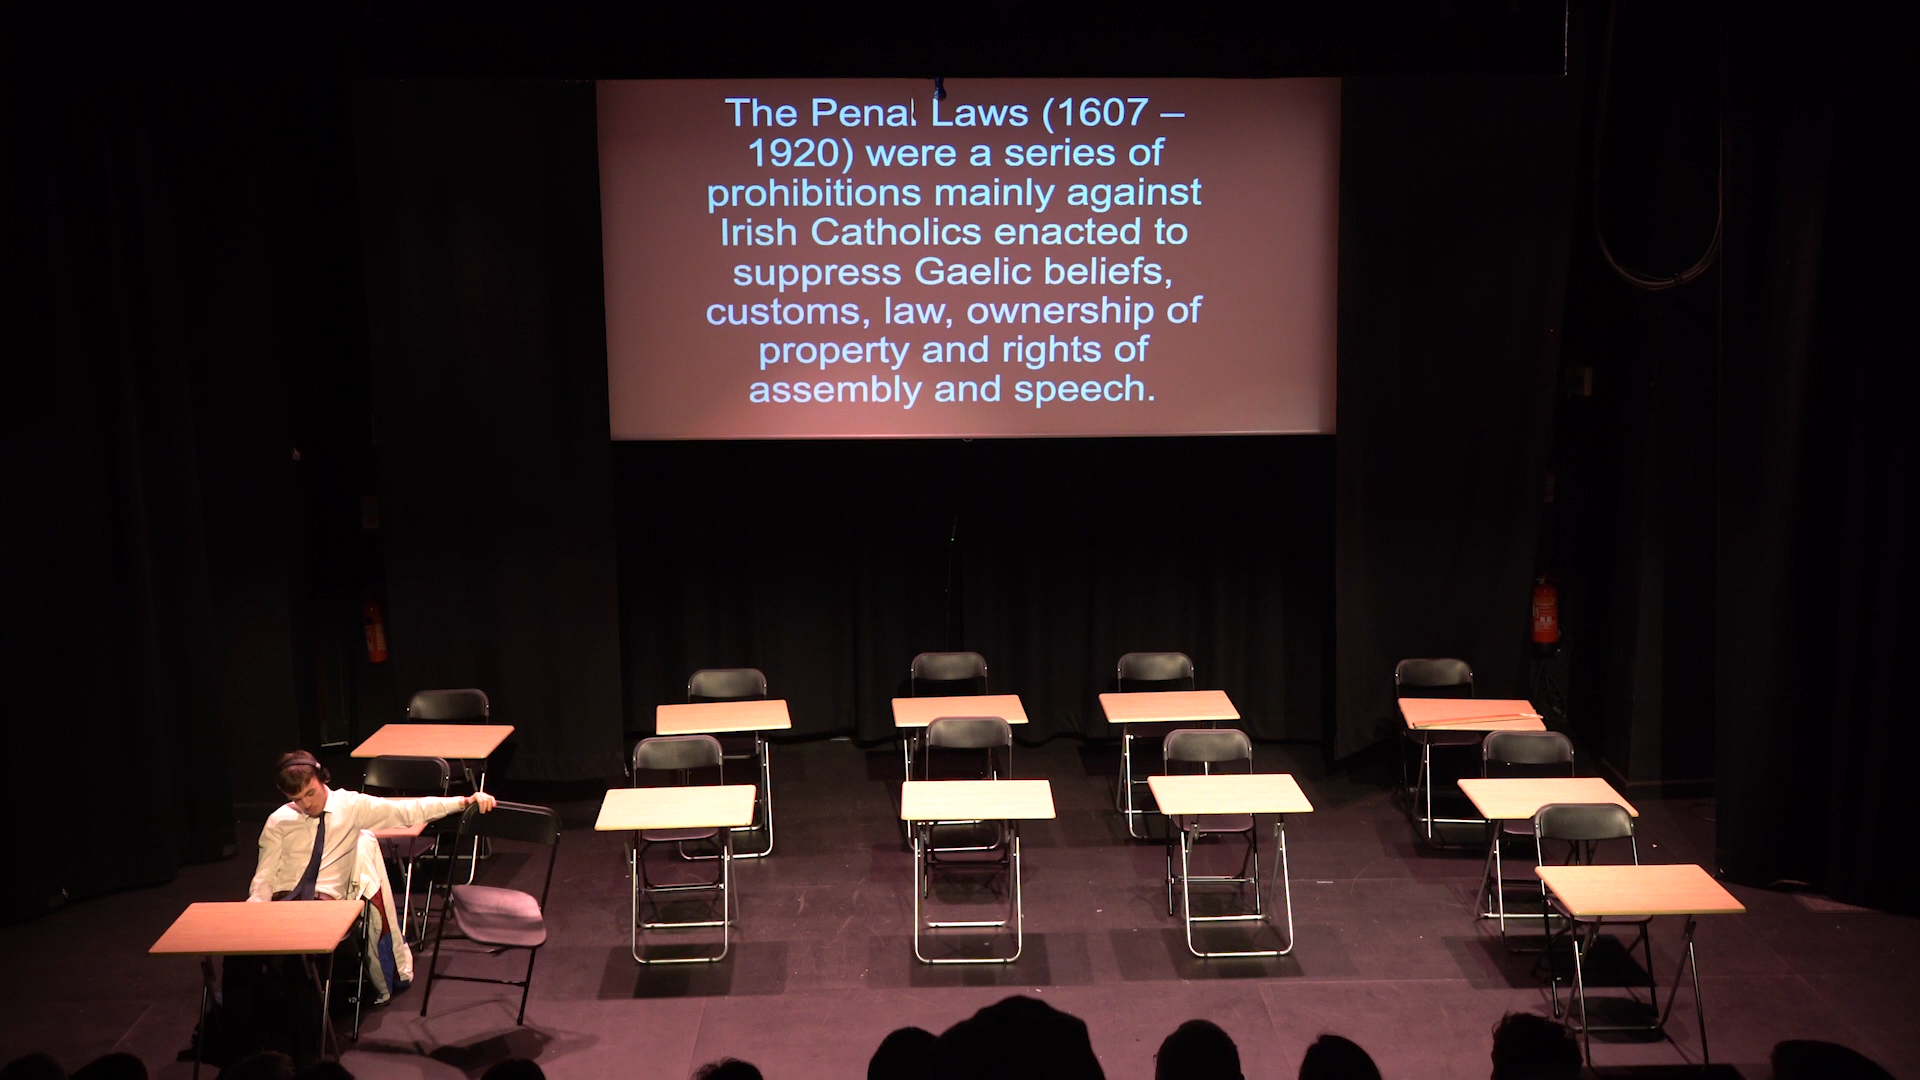 The Penal Laws (1607 –
1920) were a series of
prohibitions mainly against
Irish Catholics enacted to
suppress Gaelic beliefs,
customs, law, ownership of
property and rights of
assembly and speech.